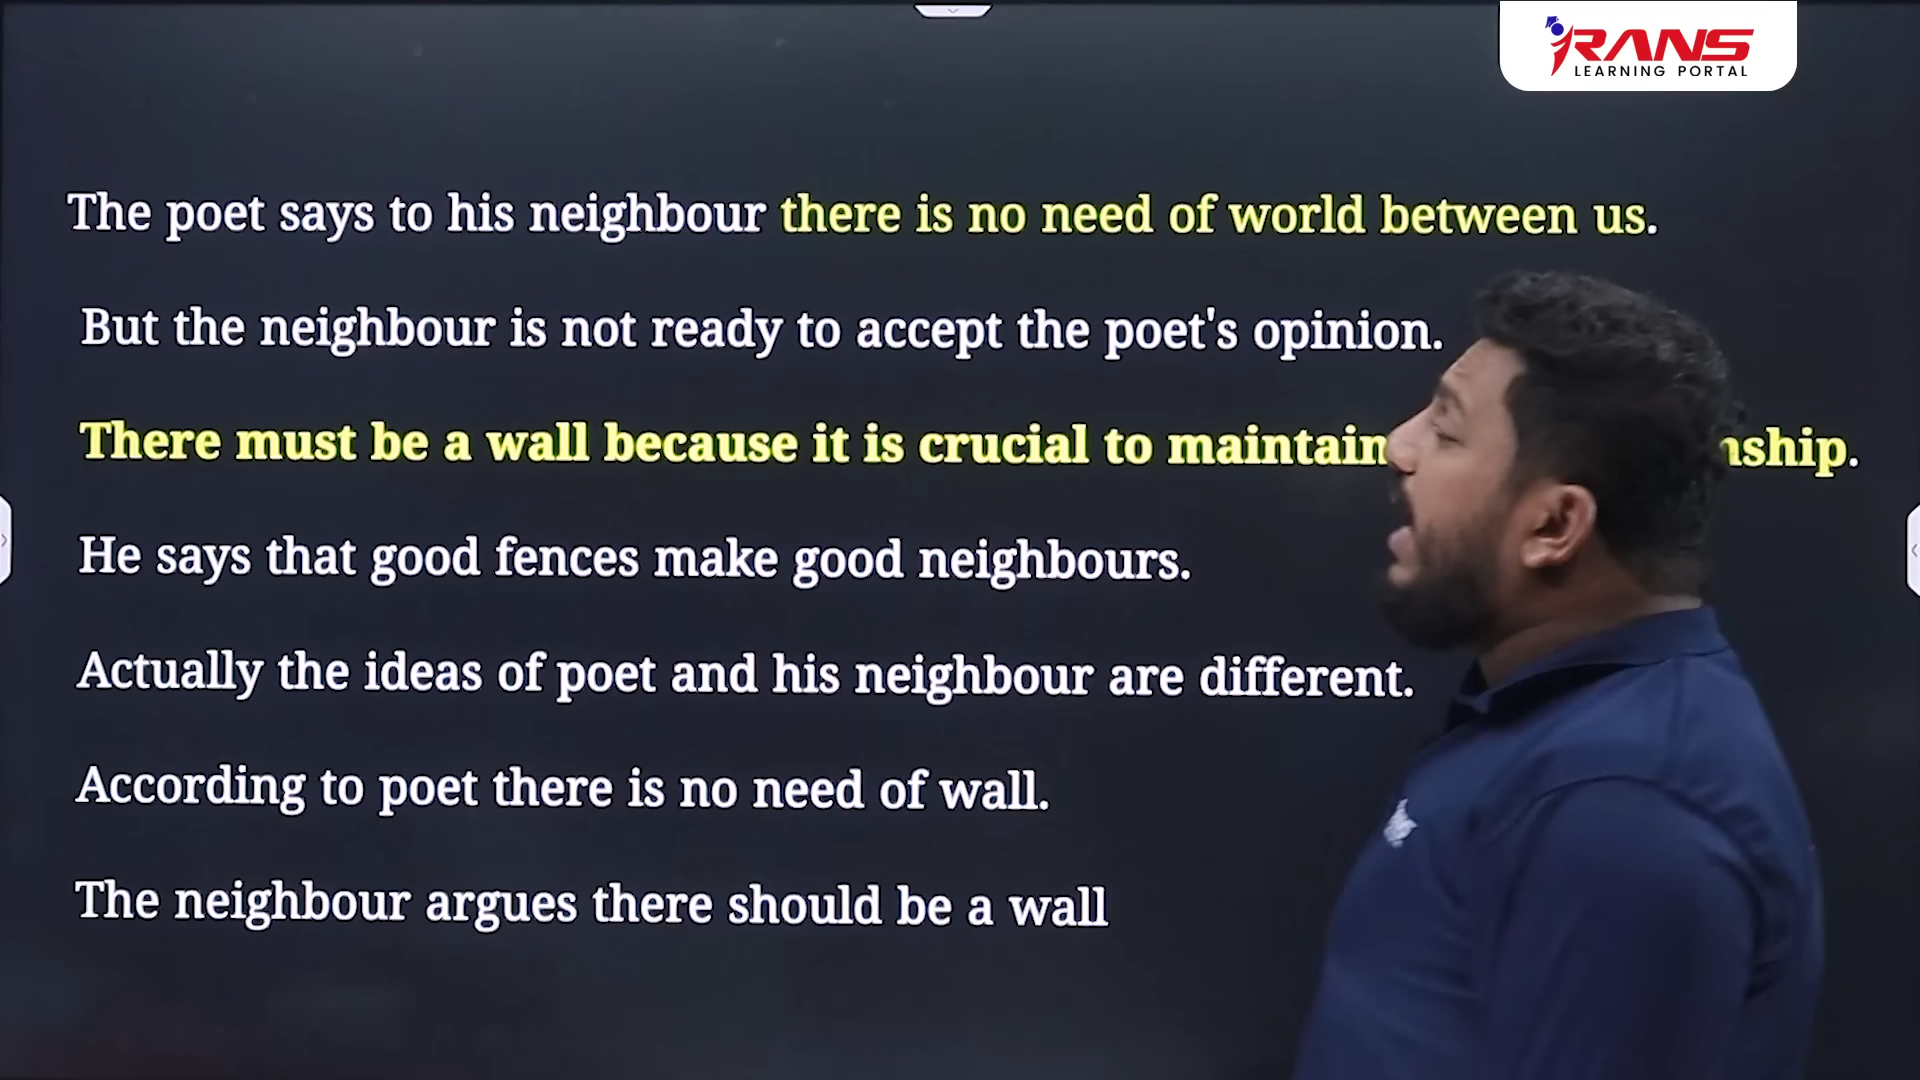 RANS
LEARNING PORTAL
The poet says to his neighbour there is no need of world between us.
But the neighbour is not ready to accept the poet's opinion.
There must be a wall because it is crucial to maintain
He says that good fences make good neighbours.
Actually the ideas of poet and his neighbour are different.
According to poet there is no need of wall.
The neighbour argues there should be a wall